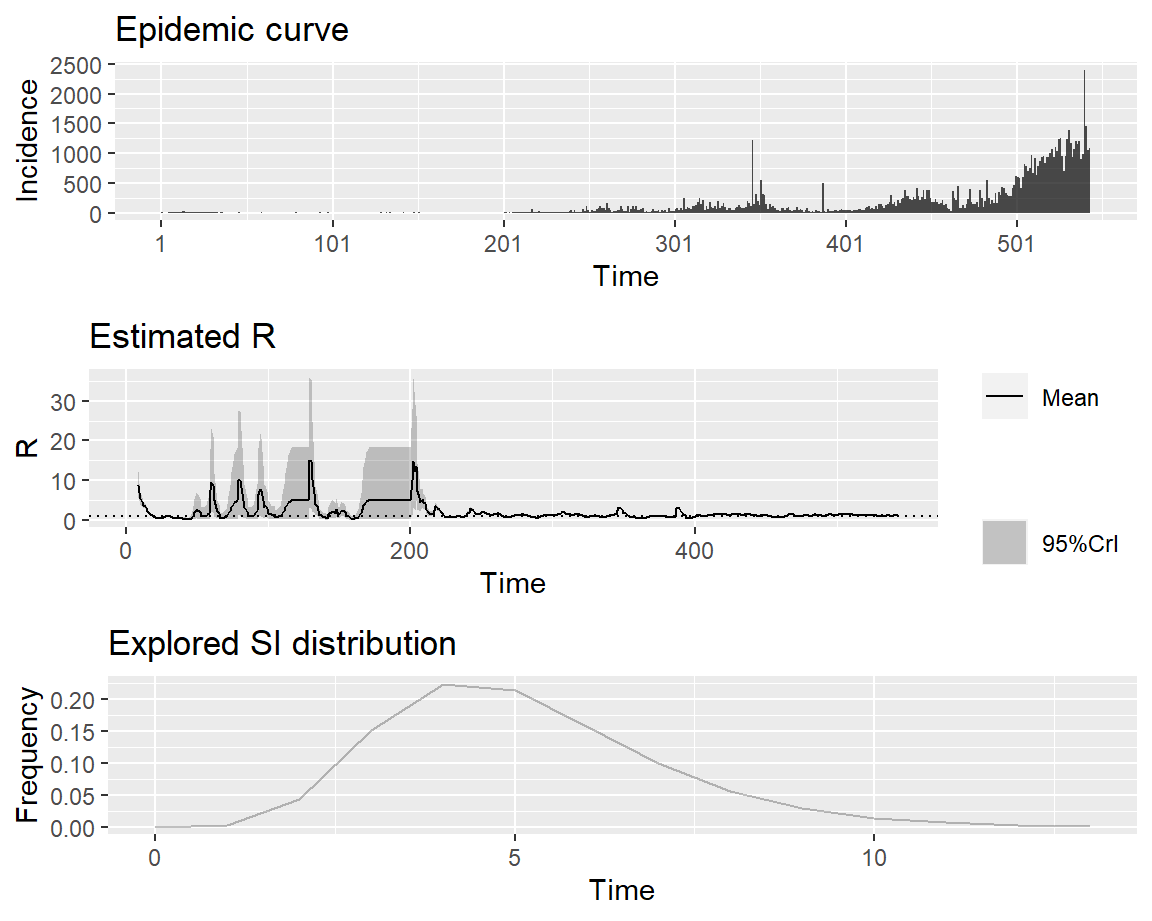 Epidemic curve
Incidence
2500
2000
1500
1000
500
0
1 101 201 301 401 501
Time
Estimated R
R
30
20
10
0
0 200 400
Time
Mean
95%CrI
Explored SI distribution
Frequency
0.20
0.15
0.10
0.05
0.00
0 5 10
Time